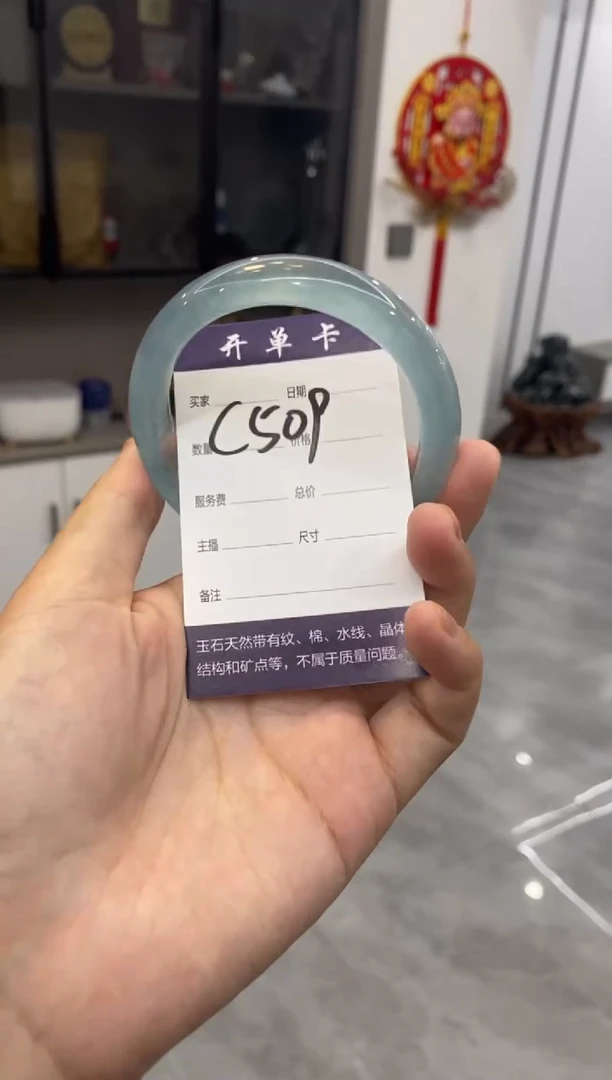 开单卡
买家 日期
C509
数量 价格
服务费 总价
主播 尺寸
备注
玉石天然带有纹、棉、水线、晶体
结构和矿点等，不属于质量问题。